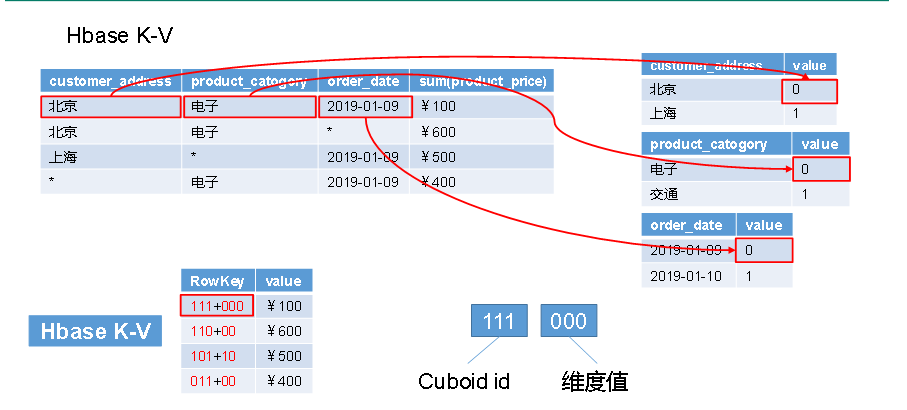 Hbase K-V
customer_address product_catogory order_date sum(product_price)
北京 电子 2019-01-09 ￥100
北京 电子 * ￥600
上海 * 2019-01-09 ￥500
* 电子 2019-01-09 ￥400
customer_address value
北京 0
上海 1
product_catogory value
电子 0
交通 1
order_date value
2019-01-09 0
2019-01-10 1
Hbase K-V
RowKey value
111+000 ￥100
110+00 ￥600
101+10 ￥500
011+00 ￥400
111 000
Cuboid id 维度值